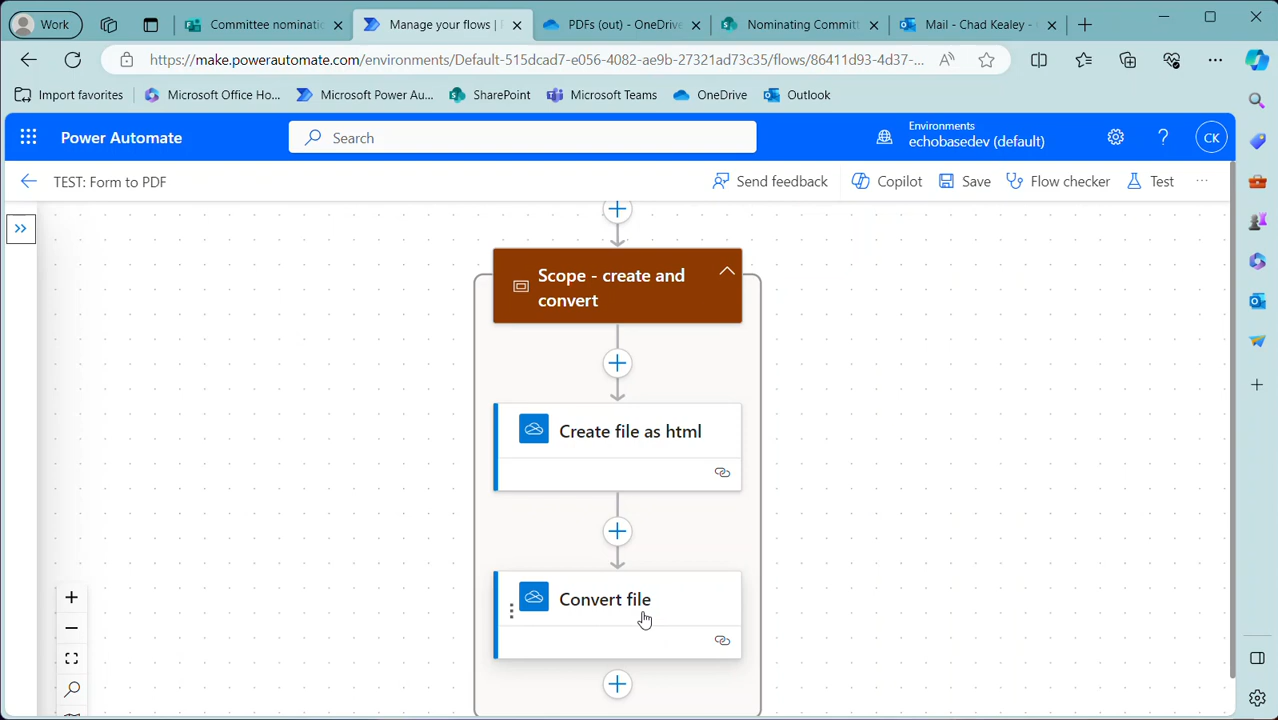 Work
Committee nominati
Manage your flows |
PDFs (out) - OneDrive
Nominating Committ
Mail - Chad Kealey -
https://make.powerautomate.com/environments/Default-515dcad7-e056-4082-ae9b-27321ad73c35/flows/86411d93-4d37-...
Import favorites
Microsoft Office Ho...
Microsoft Power Au...
SharePoint
Microsoft Teams
OneDrive
Outlook
Power Automate
Search
Environments
echobasedev (default)
CK
TEST: Form to PDF
Send feedback
Copilot
Save
Flow checker
Test
Scope - create and
convert
Create file as html
Convert file